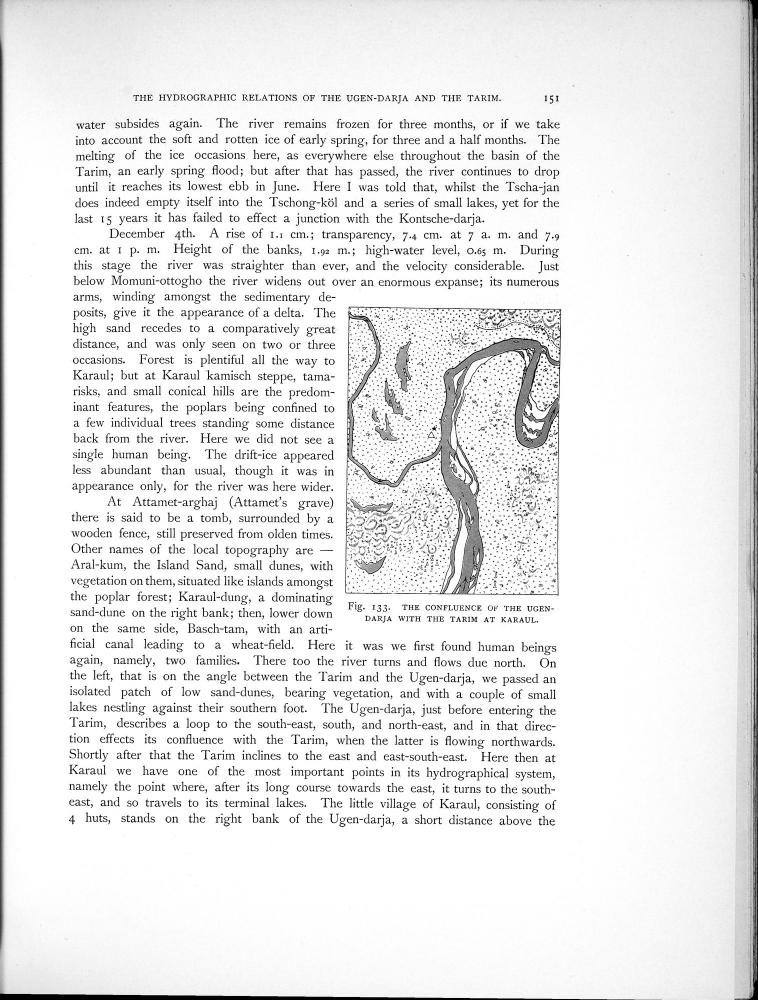 THE HYDROGRAPHIC RELATIONS OF THE UGEN-DARJA AND THE TARIM. 151
water subsides again. The river remains frozen for three months, or if we take
into account the soft and rotten ice of early spring, for three and a half months. The
melting of the ice occasions here, as everywhere else throughout the basin of the
Tarim, an early spring flood; but after that has passed, the river continues to drop
until it reaches its lowest ebb in June. Here I was told that, whilst the Tscha-jan
does indeed empty itself into the Tschong-köl and a series of small lakes, yet for the
last 15 years it has failed to effect a junction with the Kontsche-darja.
December 4th. A rise of 1.1 cm.; transparency, 7.4 cm. at 7 a. m. and 7.9
cm. at 1 p. m. Height of the banks, 1.92 m.; high-water level, 0.65 m. During
this stage the river was straighter than ever, and the velocity considerable. Just
below Momuni-ottogho the river widens out over an enormous expanse; its numerous
arms, winding amongst the sedimentary de-
posits, give it the appearance of a delta. The
high sand recedes to a comparatively great
distance, and was only seen on two or three
occasions. Forest is plentiful all the way to
Karaul; but at Karaul kamisch steppe, tama-
risks, and small conical hills are the predom-
inant features, the poplars being confined to
a few individual trees standing some distance
back from the river. Here we did not see a
single human being. The drift-ice appeared
less abundant than usual, though it was in
appearance only, for the river was here wider.
At Attamet-arghaj (Attamet's grave)
there is said to be a tomb, surrounded by a
wooden fence, still preserved from olden times.
Other names of the local topography are —
Aral-kum, the Island Sand, small dunes, with
vegetation on them, situated like islands amongst
the poplar forest; Karaul-dung, a dominating
sand-dune on the right bank; then, lower down
on the same side, Basch-tam, with an arti-
Fig. 133. THE CONFLUENCE OF THE UGEN-
DARJA WITH THE TARIM AT KARAUL.
ficial canal leading to a wheat-field. Here it was we first found human beings
again, namely, two families. There too the river turns and flows due north. On
the left, that is on the angle between the Tarim and the Ugen-darja, we passed an
isolated patch of low sand-dunes, bearing vegetation, and with a couple of small
lakes nestling against their southern foot. The Ugen-darja, just before entering the
Tarim, describes a loop to the south-east, south, and north-east, and in that direc-
tion effects its confluence with the Tarim, when the latter is flowing northwards.
Shortly after that the Tarim inclines to the east and east-south-east. Here then at
Karaul we have one of the most important points in its hydrographical system,
namely the point where, after its long course towards the east, it turns to the south-
east, and so travels to its terminal lakes. The little village of Karaul, consisting of
4 huts, stands on the right bank of the Ugen-darja, a short distance above the